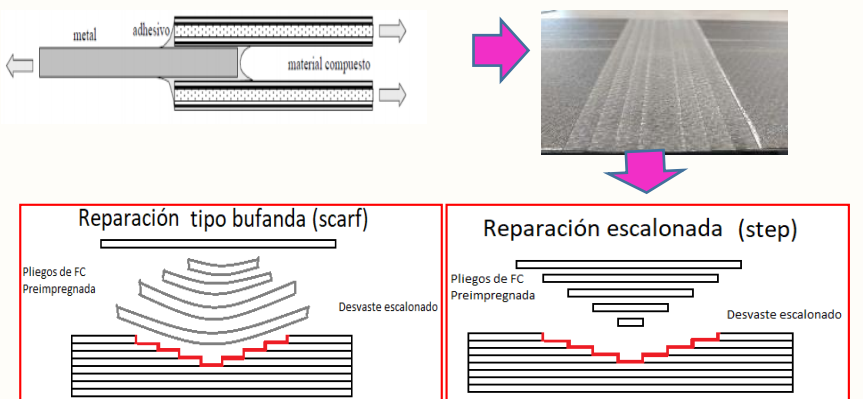 metal
adhesivo
material compuesto
Reparación tipo bufanda (scarf)
Pliegos de FC
Preimpregnada
Desvaste escalonado
Reparación escalonada (step)
Pliegos de FC
Preimpregnada
Desvaste escalonado